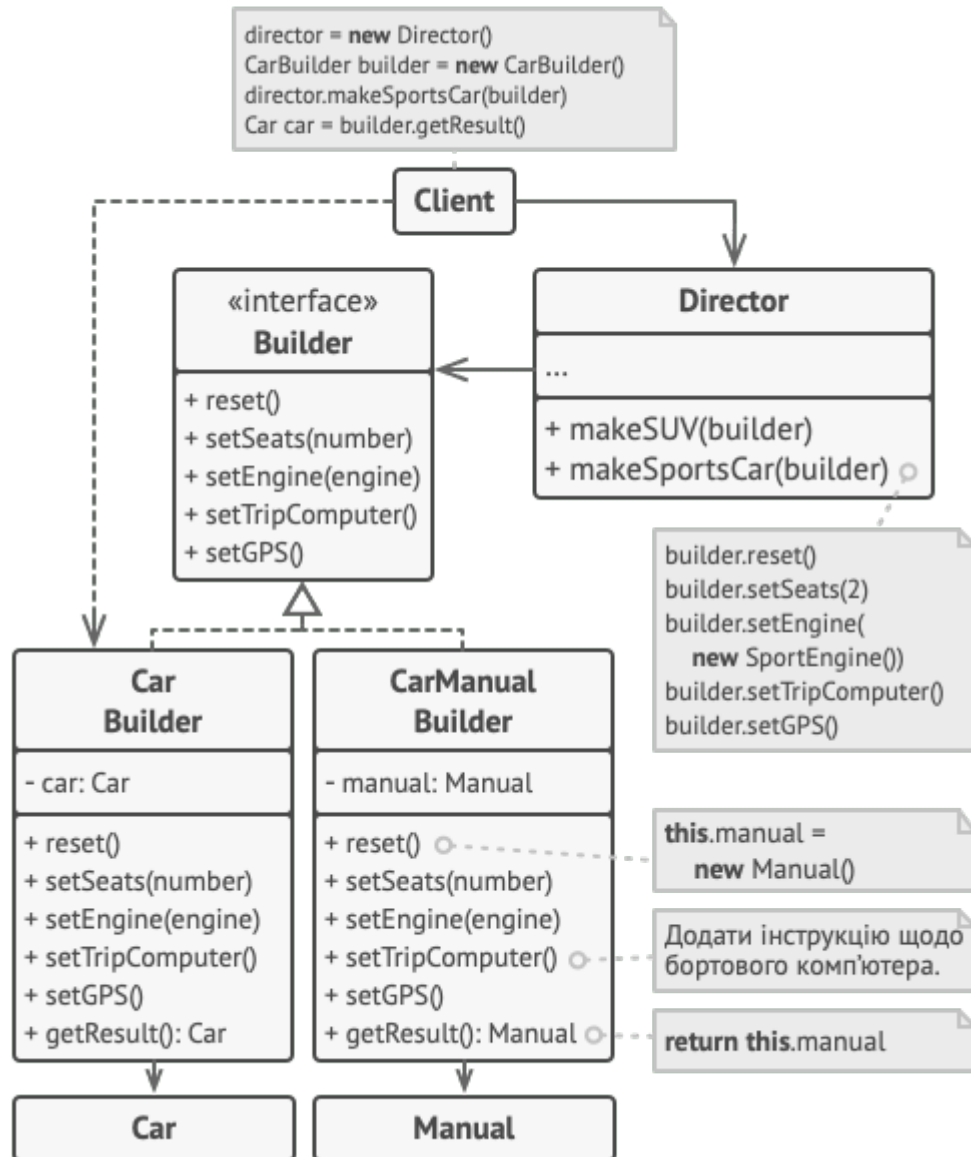 director = new Director()
CarBuilder builder = new CarBuilder()
director.makeSportsCar(builder)
Car car = builder.getResult()
Client
«interface»
Builder
+ reset()
+ setSeats(number)
+ setEngine(engine)
+ setTripComputer()
+ setGPS()
Director
...
+ makeSUV(builder)
+ makeSportsCar(builder)
builder.reset()
builder.setSeats(2)
builder.setEngine(
new SportEngine())
builder.setTripComputer()
builder.setGPS()
Car
Builder
- car: Car
+ reset()
+ setSeats(number)
+ setEngine(engine)
+ setTripComputer()
+ setGPS()
+ getResult(): Car
CarManual
Builder
- manual: Manual
+ reset()
+ setSeats(number)
+ setEngine(engine)
+ setTripComputer()
+ setGPS()
+ getResult(): Manual
this.manual =
new Manual()
Додати інструкцію щодо
бортового комп'ютера.
return this.manual
Car
Manual